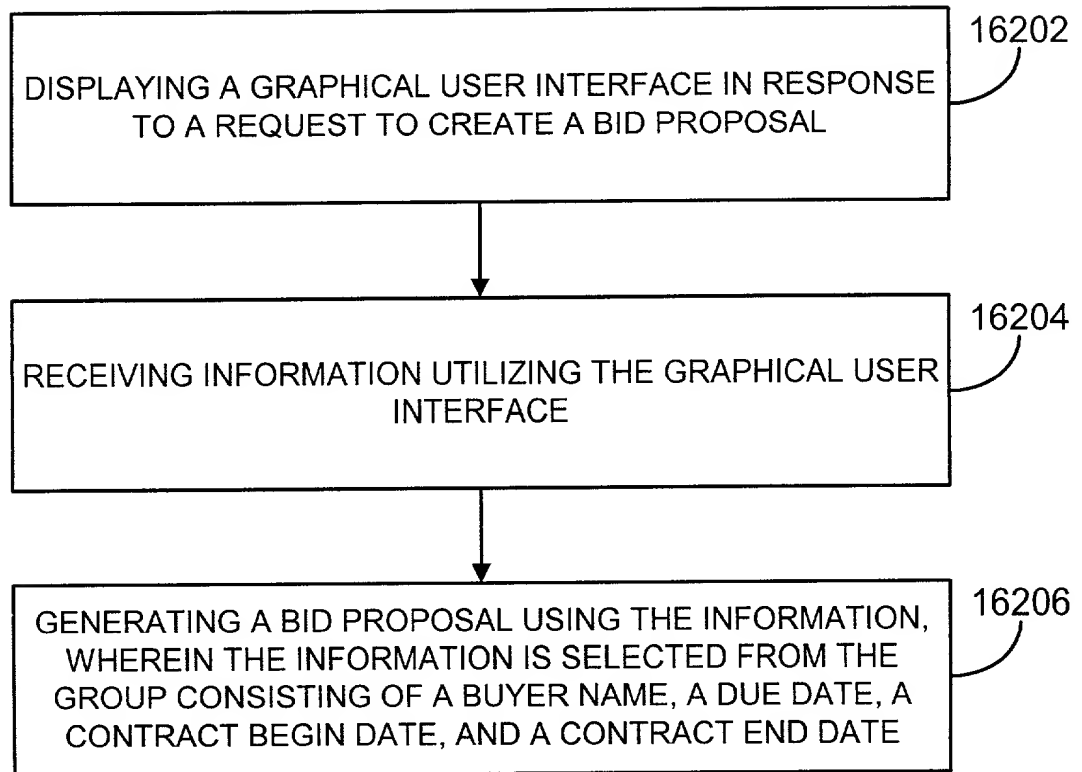 16202
DISPLAYING A GRAPHICAL USER INTERFACE IN RESPONSE
TO A REQUEST TO CREATE A BID PROPOSAL
16204
RECEIVING INFORMATION UTILIZING THE GRAPHICAL USER
INTERFACE
16206
GENERATING A BID PROPOSAL USING THE INFORMATION,
WHEREIN THE INFORMATION IS SELECTED FROM THE
GROUP CONSISTING OF A BUYER NAME, A DUE DATE, A
CONTRACT BEGIN DATE, AND A CONTRACT END DATE